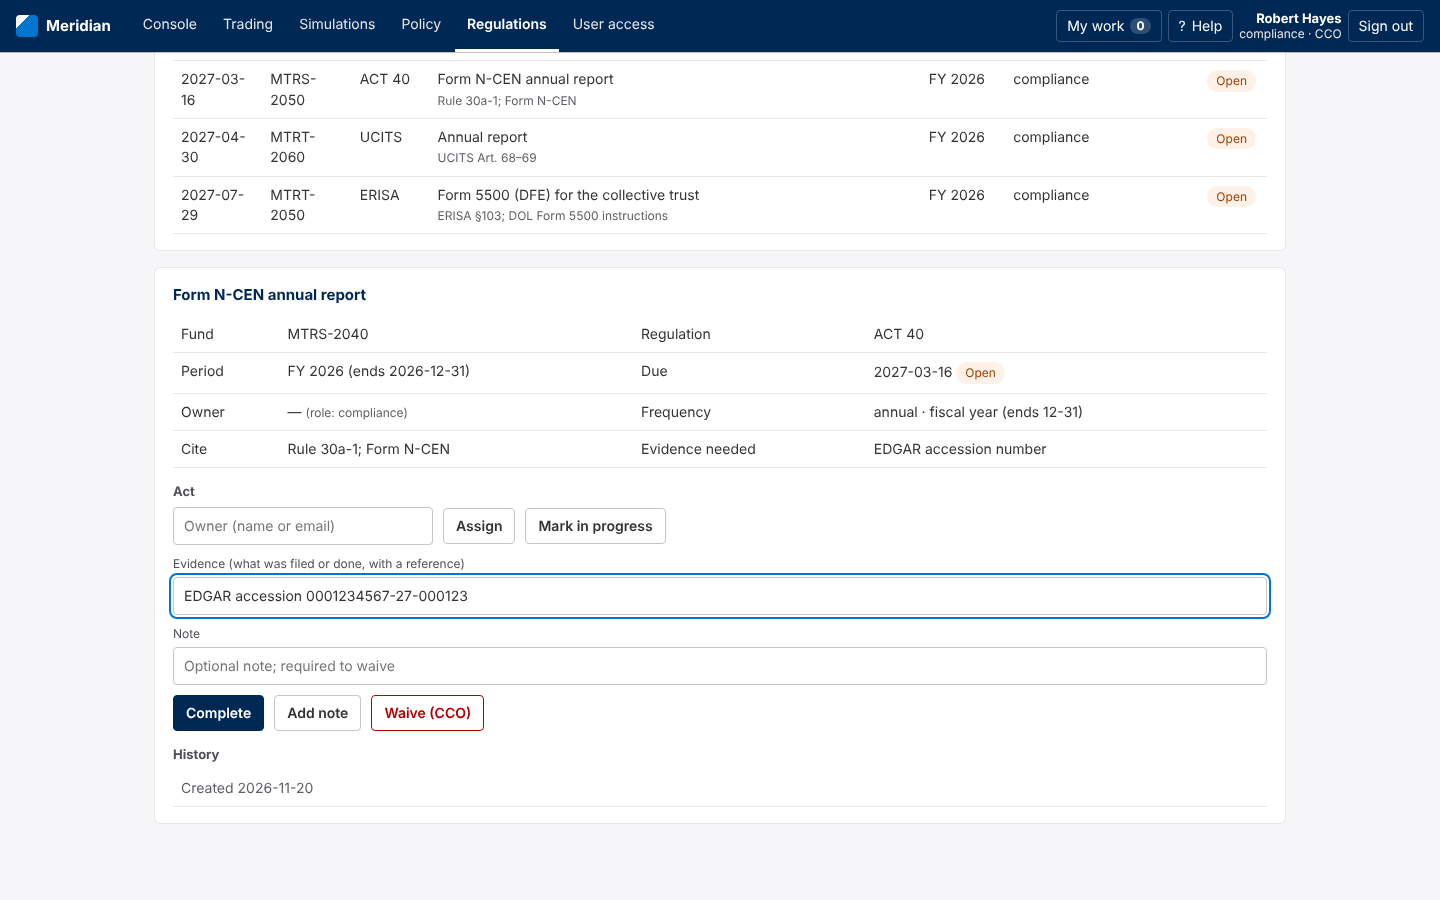 Meridian Console Trading Simulations Policy Regulations User access My work 0 ? Help Robert Hayes Sign out
compliance · CCO
2027-03- MTRS- ACT 40 Form N-CEN annual report FY 2026 compliance Open
16 2050 Rule 30a-1; Form N-CEN
2027-04- MTRT- UCITS Annual report FY 2026 compliance Open
30 2060 UCITS Art. 68–69
2027-07- MTRT- ERISA Form 5500 (DFE) for the collective trust FY 2026 compliance Open
29 2050 ERISA §103; DOL Form 5500 instructions
Form N-CEN annual report
Fund MTRS-2040 Regulation ACT 40
Period FY 2026 (ends 2026-12-31) Due 2027-03-16 Open
Owner — (role: compliance) Frequency annual · fiscal year (ends 12-31)
Cite Rule 30a-1; Form N-CEN Evidence needed EDGAR accession number
Act
Owner (name or email) Assign Mark in progress
Evidence (what was filed or done, with a reference)
EDGAR accession 0001234567-27-000123
Note
Optional note; required to waive
Complete Add note Waive (CCO)
History
Created 2026-11-20